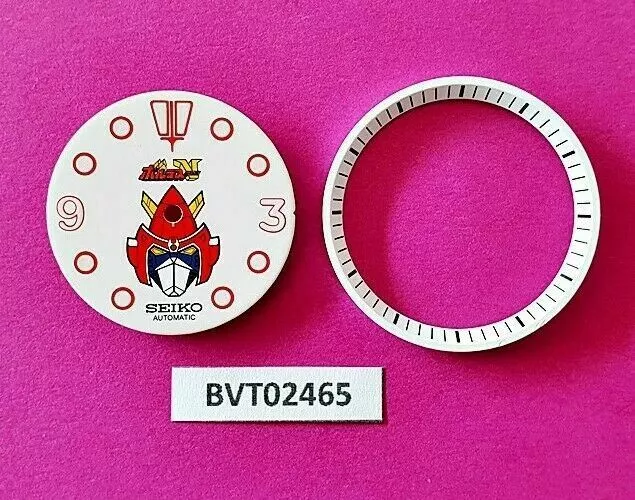 9
3
SEIKO
AUTOMATIC
BVT02465